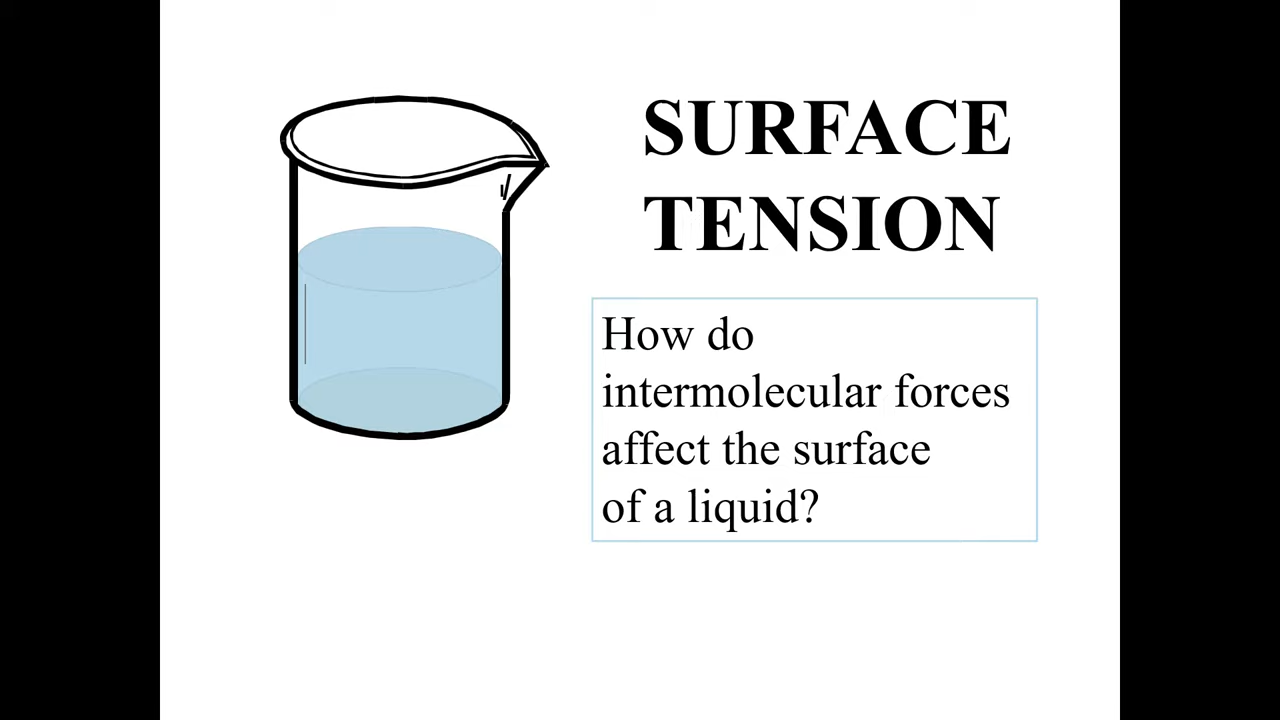 SURFACE
TENSION
How do
intermolecular forces
affect the surface
of a liquid?